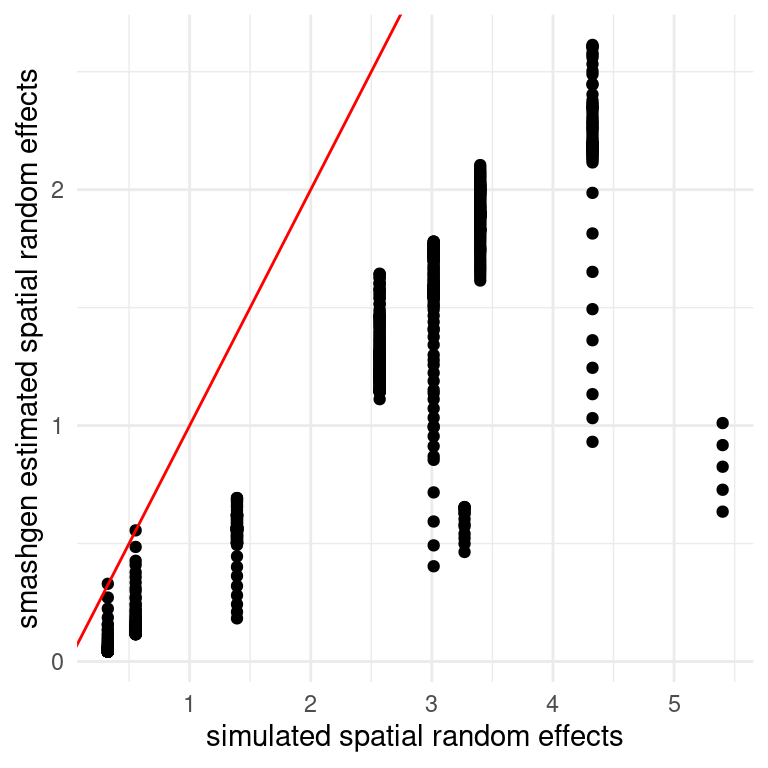 smashgen estimated spatial random effects
2
1
0
1 2 3 4 5
simulated spatial random effects